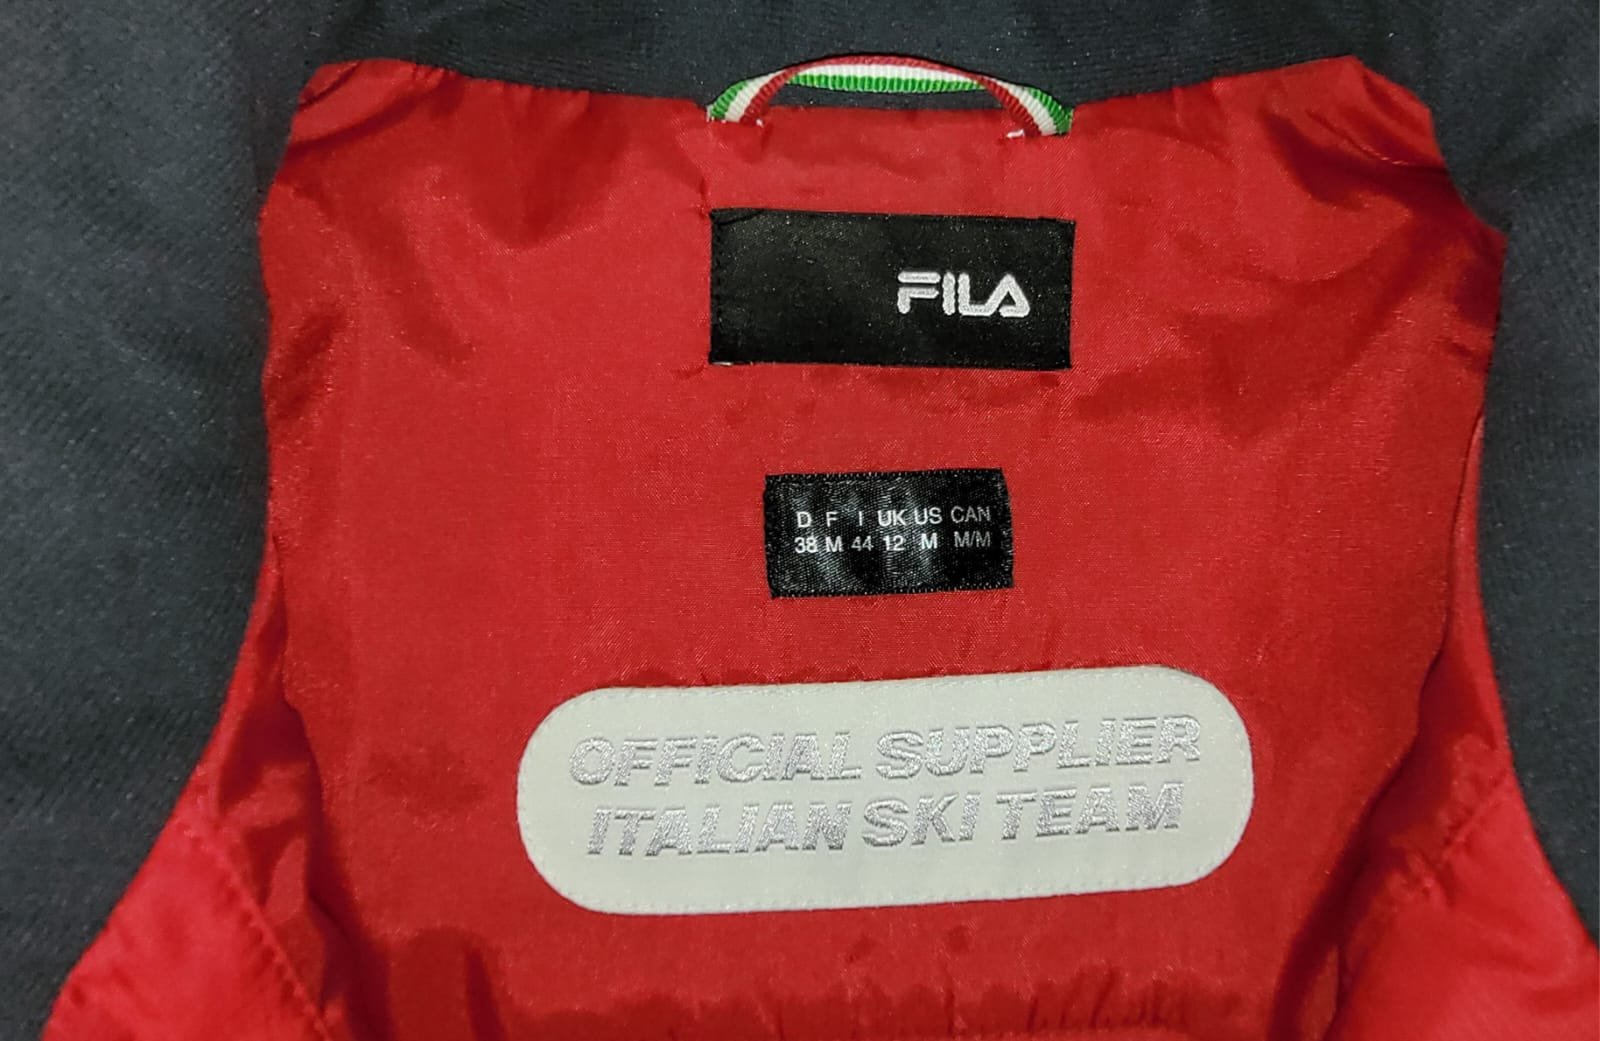 FILA
D F I UK US CAN
38 M 44 12 M M/M
OFFICIAL SUPPLIER
ITALIAN SKI TEAM